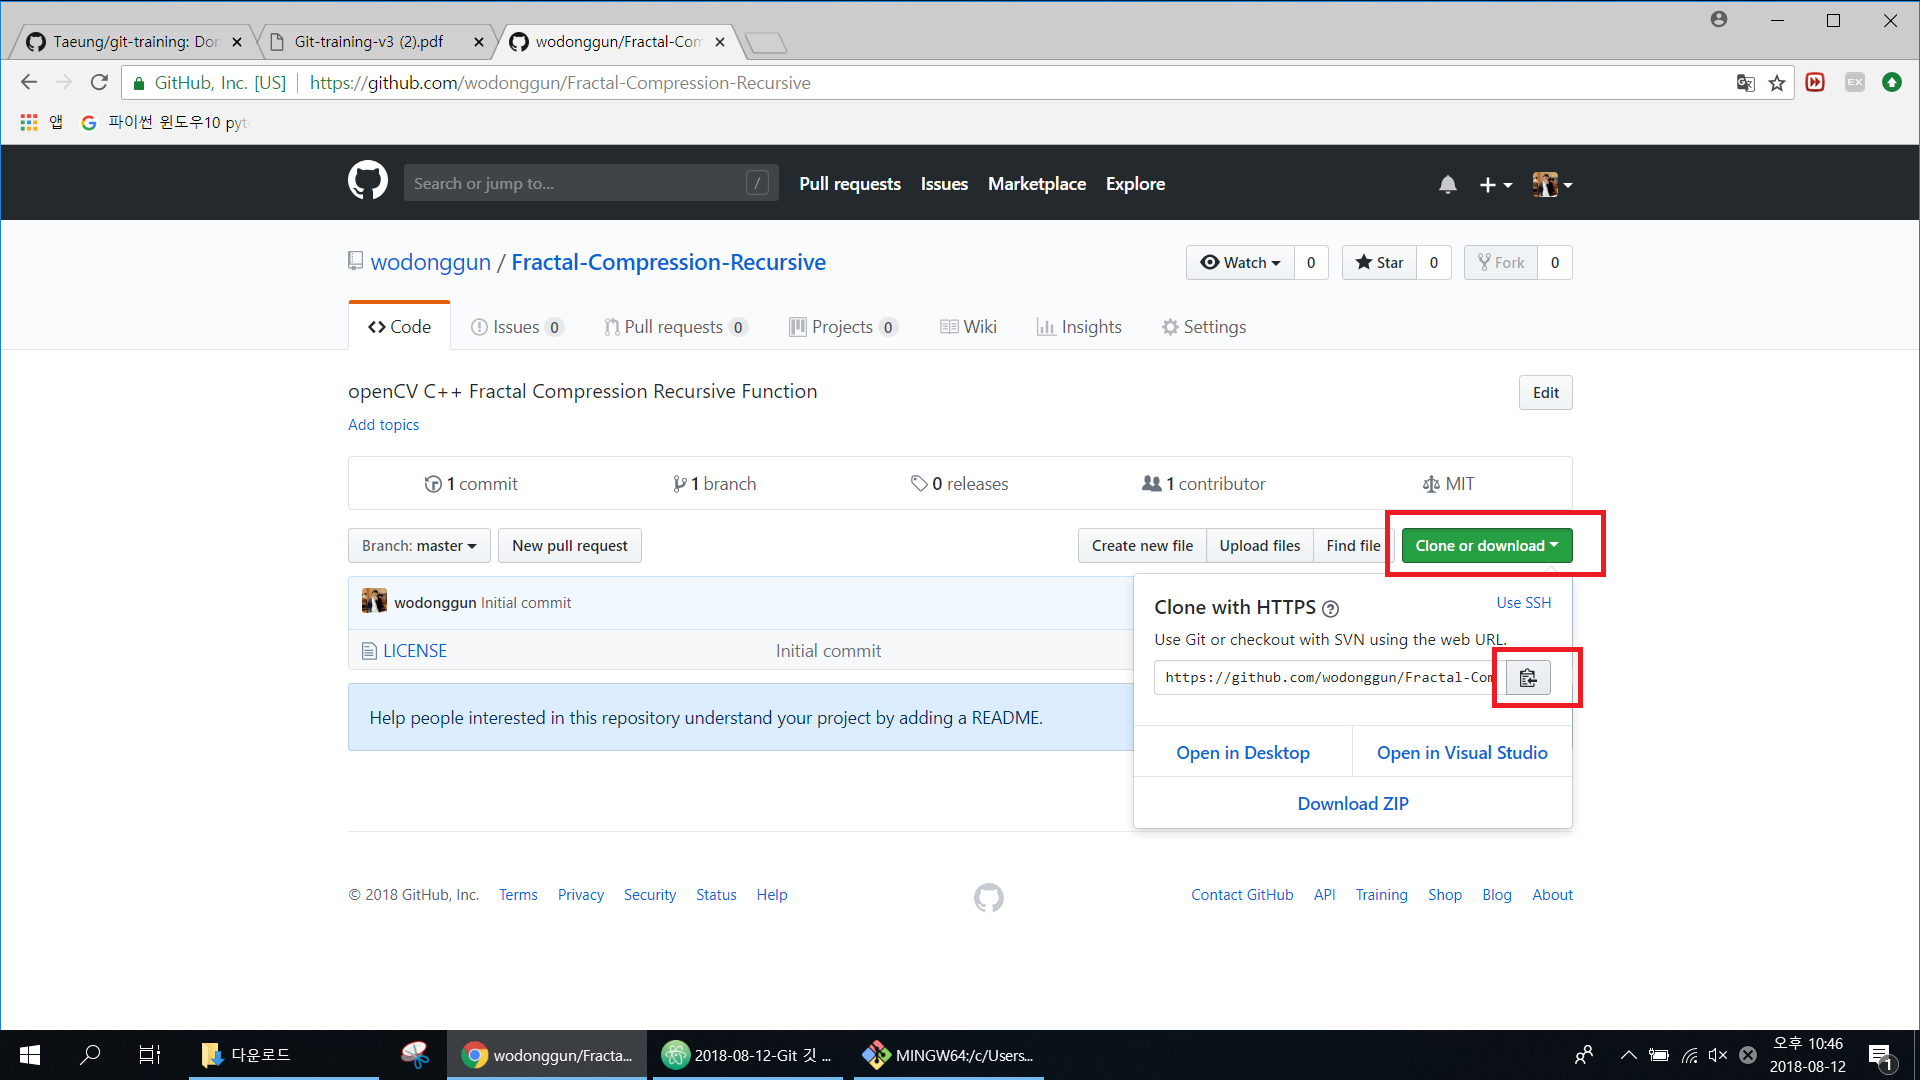 Taeung/git-training: Don
Git-training-v3 (2).pdf
wodonggun/Fractal-Com
GitHub, Inc. [US]
https://github.com/wodonggun/Fractal-Compression-Recursive
EX
앱
파이썬 윈도우10 pyt
Search or jump to...
/
Pull requests
Issues
Marketplace
Explore
wodonggun / Fractal-Compression-Recursive
Watch 0
Star 0
Fork 0
Code
Issues 0
Pull requests 0
Projects 0
Wiki
Insights
Settings
openCV C++ Fractal Compression Recursive Function
Edit
Add topics
1 commit
1 branch
0 releases
1 contributor
MIT
Branch: master
New pull request
Create new file
Upload files
Find file
Clone or download
wodonggun Initial commit
LICENSE
Initial commit
Help people interested in this repository understand your project by adding a README.
Clone with HTTPS
Use SSH
Use Git or checkout with SVN using the web URL.
https://github.com/wodonggun/Fractal-Com
Open in Desktop
Open in Visual Studio
Download ZIP
© 2018 GitHub, Inc.
Terms
Privacy
Security
Status
Help
Contact GitHub
API
Training
Shop
Blog
About
다운로드
wodonggun/Fracta...
2018-08-12-Git 깃 ...
MINGW64:/c/Users...
오후 10:46
2018-08-12
1